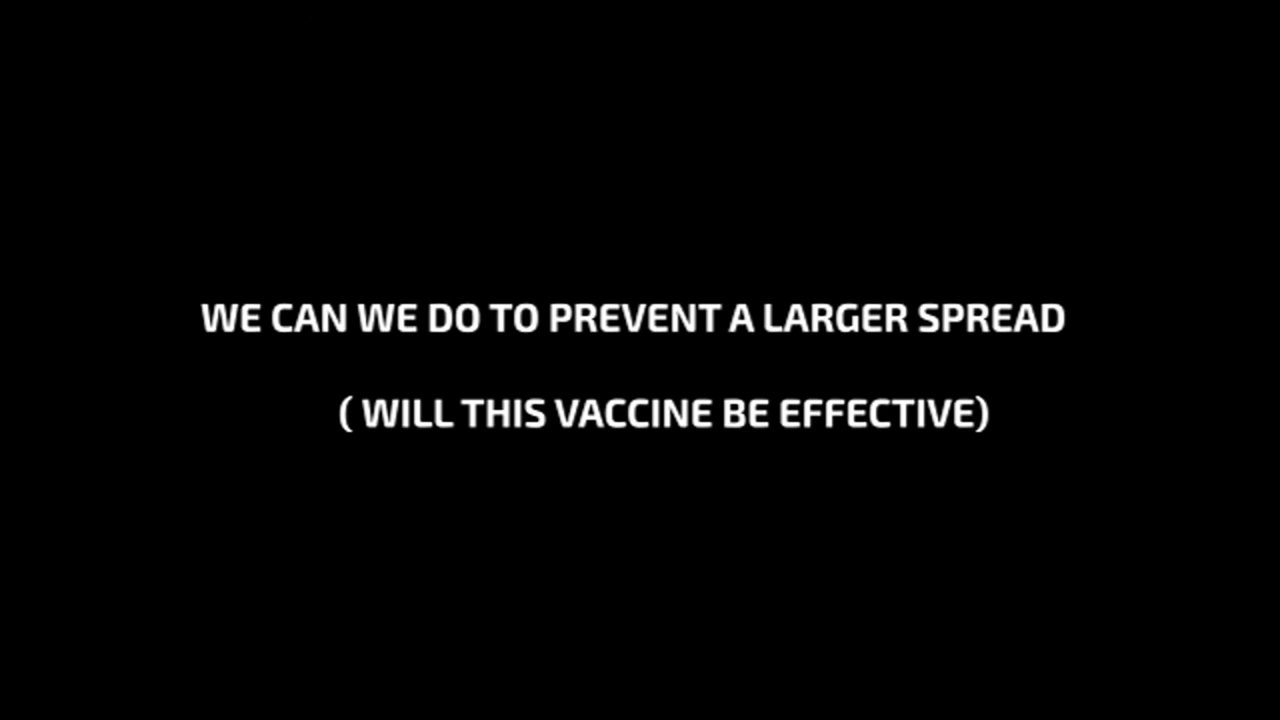 WE CAN WE DO TO PREVENT A LARGER SPREAD
( WILL THIS VACCINE BE EFFECTIVE)